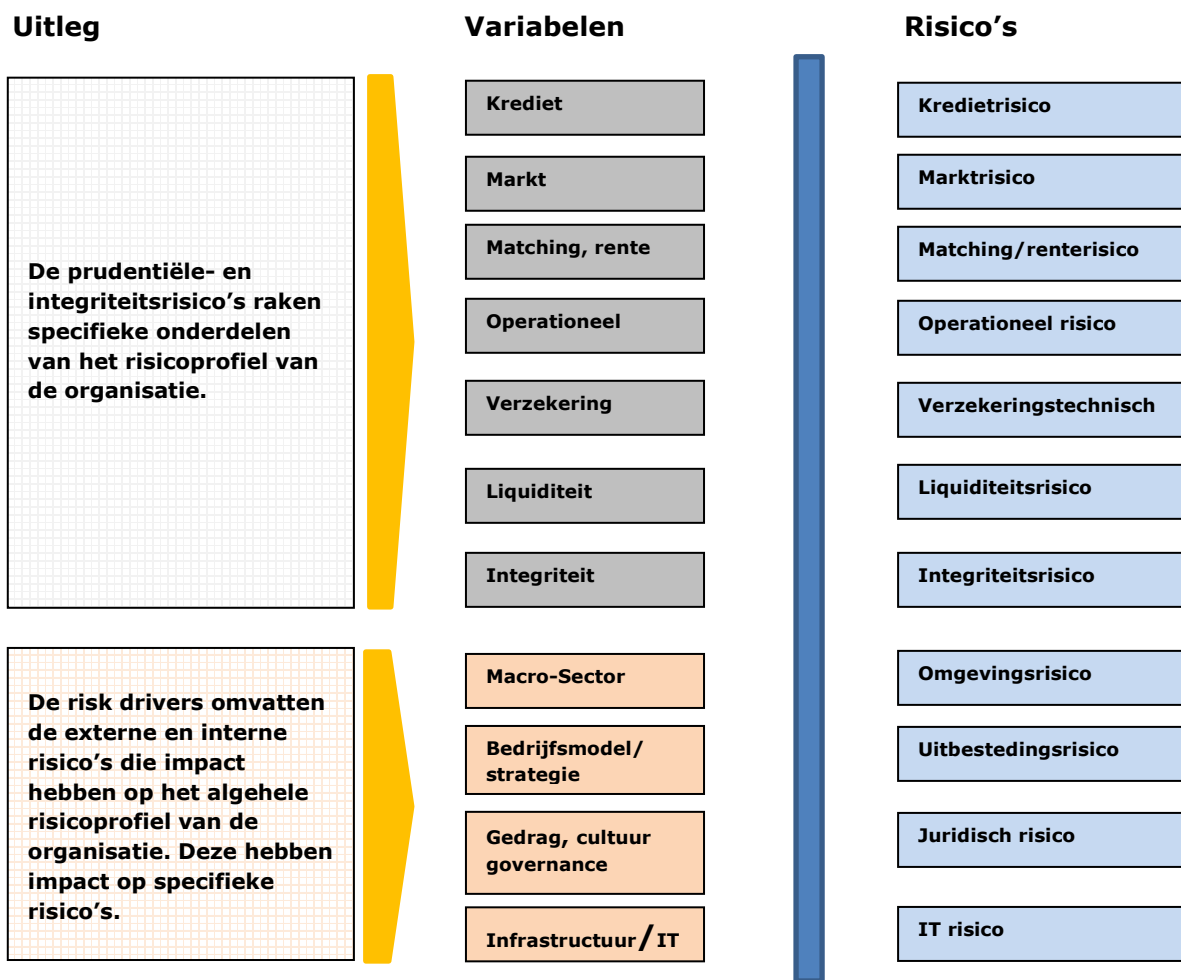 Uitleg
Variabelen
Risico's
De prudentiële- en
integriteitsrisico's raken
specifieke onderdelen
van het risicoprofiel van
de organisatie.
Krediet
Markt
Matching, rente
Operationeel
Verzekering
Liquiditeit
Integriteit
Kredietrisico
Marktrisico
Matching/renterisico
Operationeel risico
Verzekeringstechnisch
Liquiditeitsrisico
Integriteitsrisico
De risk drivers omvatten
de externe en interne
risico's die impact
hebben op het algehele
risicoprofiel van de
organisatie. Deze hebben
impact op specifieke
risico's.
Macro-Sector
Bedrijfsmodel/
strategie
Gedrag, cultuur
governance
Infrastructuur/IT
Omgevingsrisico
Uitbestedingsrisico
Juridisch risico
IT risico